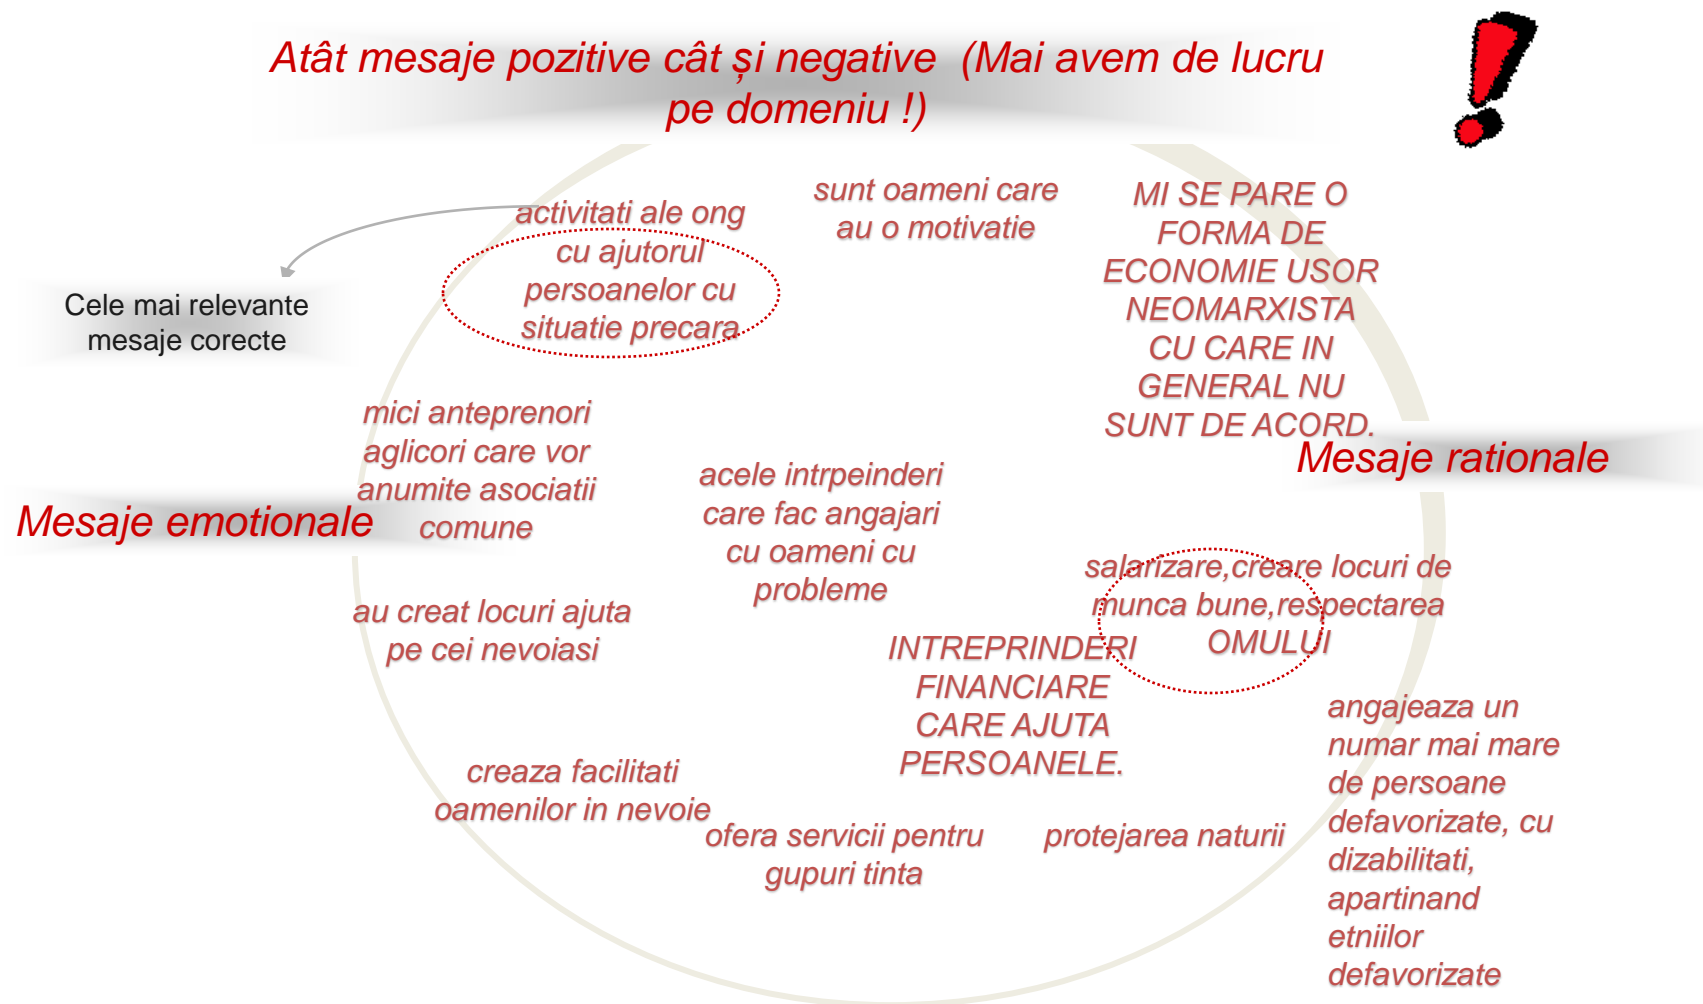 Atât mesaje pozitive cât și negative  (Mai avem de lucru
pe domeniu !)
activitati ale ong
cu ajutorul
persoanelor cu
situatie precara
sunt oameni care
au o motivatie
MI SE PARE O
FORMA DE
ECONOMIE USOR
NEOMARXISTA
CU CARE IN
GENERAL NU
SUNT DE ACORD.
Cele mai relevante
mesaje corecte
mici anteprenori
aglicori care vor
anumite asociatii
comune
Mesaje rationale
acele intrpeinderi
care fac angajari
cu oameni cu
probleme
Mesaje emotionale
salarizare,creare locuri de
munca bune,respectarea
OMULUI
au creat locuri ajuta
pe cei nevoiasi
INTREPRINDERI
FINANCIARE
CARE AJUTA
PERSOANELE.
angajeaza un
numar mai mare
de persoane
defavorizate, cu
dizabilitati,
apartinand
etniilor
defavorizate
creaza facilitati
oamenilor in nevoie
ofera servicii pentru
gupuri tinta
protejarea naturii